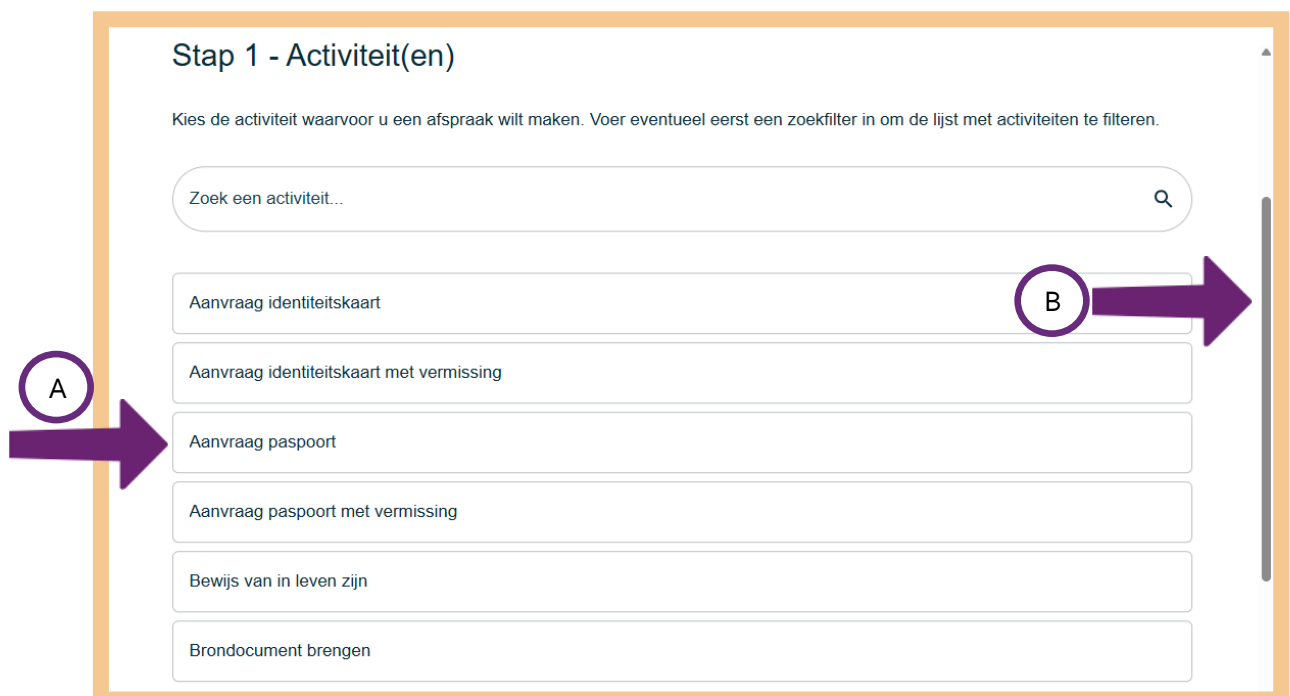 Stap 1 - Activiteit(en)
Kies de activiteit waarvoor u een afspraak wilt maken. Voer eventueel eerst een zoekfilter in om de lijst met activiteiten te filteren.
Zoek een activiteit...
Aanvraag identiteitskaart
B
Aanvraag identiteitskaart met vermissing
A
Aanvraag paspoort
Aanvraag paspoort met vermissing
Bewijs van in leven zijn
Brondocument brengen